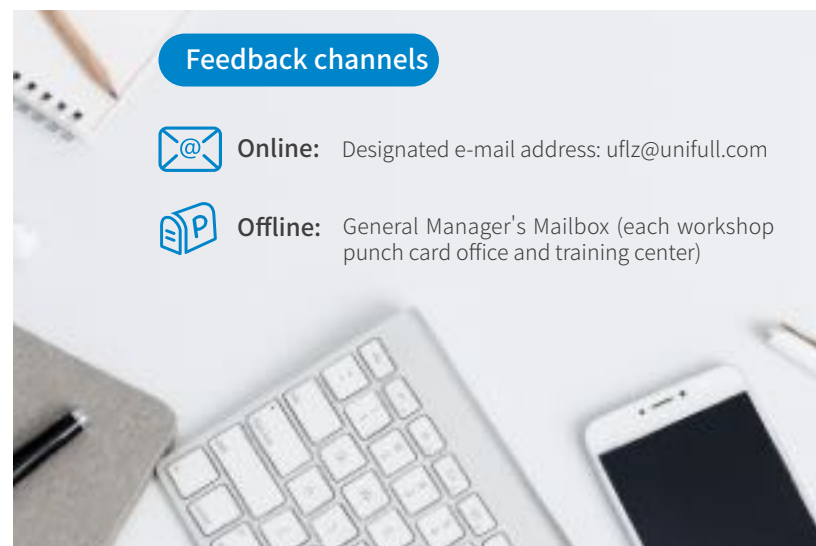 Feedback channels
@ Online: Designated e-mail address: uflz@unifull.com
P Offline: General Manager's Mailbox (each workshop
punch card office and training center)